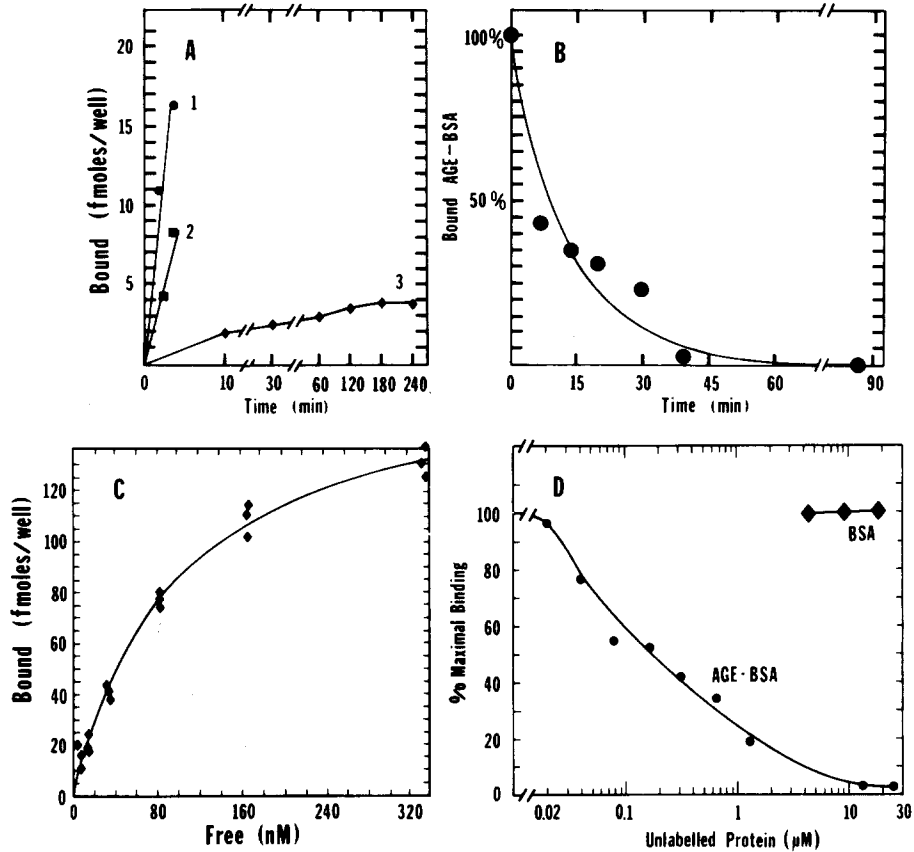 A
Bound (fmoles/well)
20
15
10
5
1
2
3
0 10 30 60 120 180 240
Time (min)
B
Bound AGE-BSA
100%
50%
0 15 30 45 60 90
Time (min)
C
Bound (fmoles/well)
120
100
80
60
40
20
0
0 80 160 240 320
Free (nM)
D
% Maximal Binding
100
80
60
40
20
0
BSA
AGE-BSA
0.02 0.1 1 10 30
Unlabelled Protein (µM)